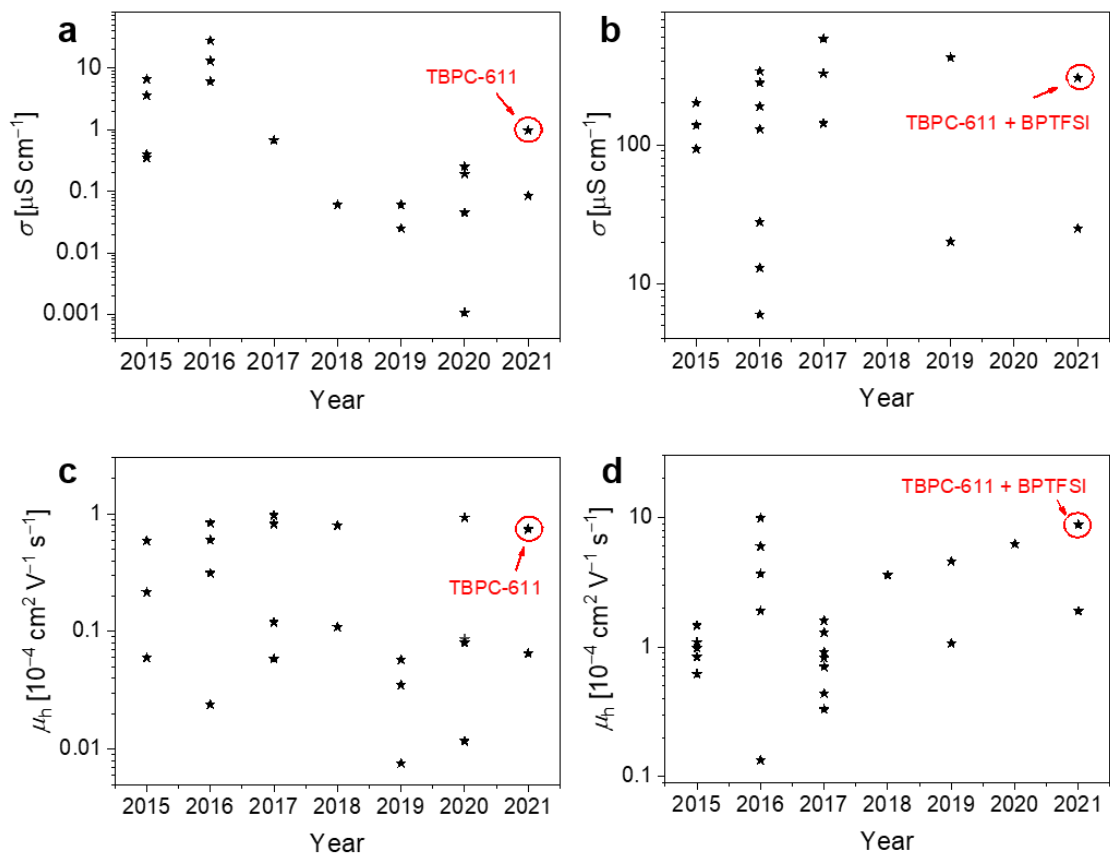 a
σ [μS cm⁻¹]
10
1
0.1
0.01
0.001
TBPC-611
2015 2016 2017 2018 2019 2020 2021
Year
b
σ [μS cm⁻¹]
100
10
TBPC-611 + BPTFSI
2015 2016 2017 2018 2019 2020 2021
Year
c
μh [10⁻⁴ cm² V⁻¹ s⁻¹]
1
0.1
0.01
TBPC-611
2015 2016 2017 2018 2019 2020 2021
Year
d
μh [10⁻⁴ cm² V⁻¹ s⁻¹]
10
1
0.1
TBPC-611 + BPTFSI
2015 2016 2017 2018 2019 2020 2021
Year